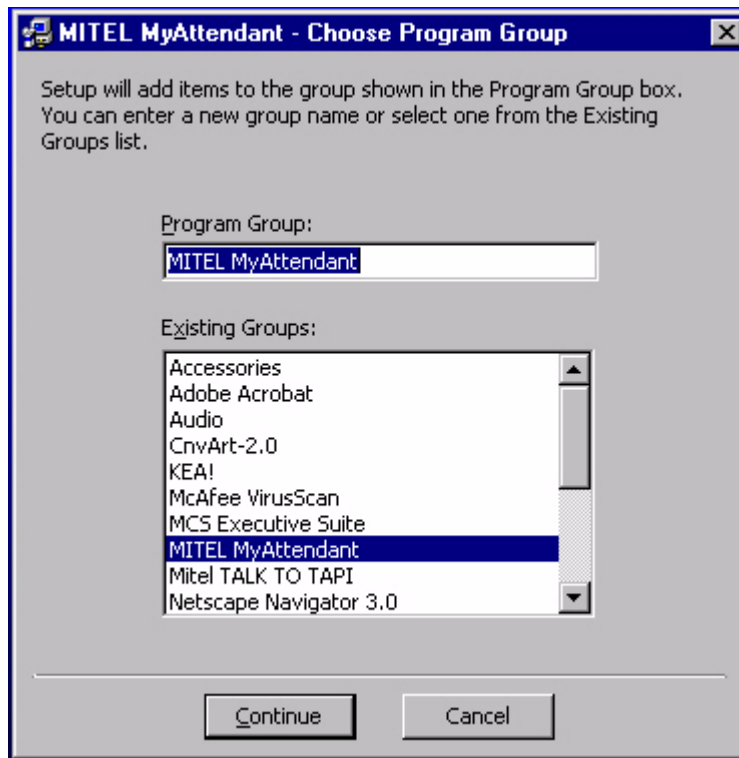 MITEL MyAttendant - Choose Program Group
Setup will add items to the group shown in the Program Group box.
You can enter a new group name or select one from the Existing
Groups list.
Program Group:
MITEL MyAttendant
Existing Groups:
Accessories
Adobe Acrobat
Audio
CnvArt-2.0
KEA!
McAfee VirusScan
MCS Executive Suite
MITEL MyAttendant
Mitel TALK TO TAPI
Netscape Navigator 3.0
Continue
Cancel